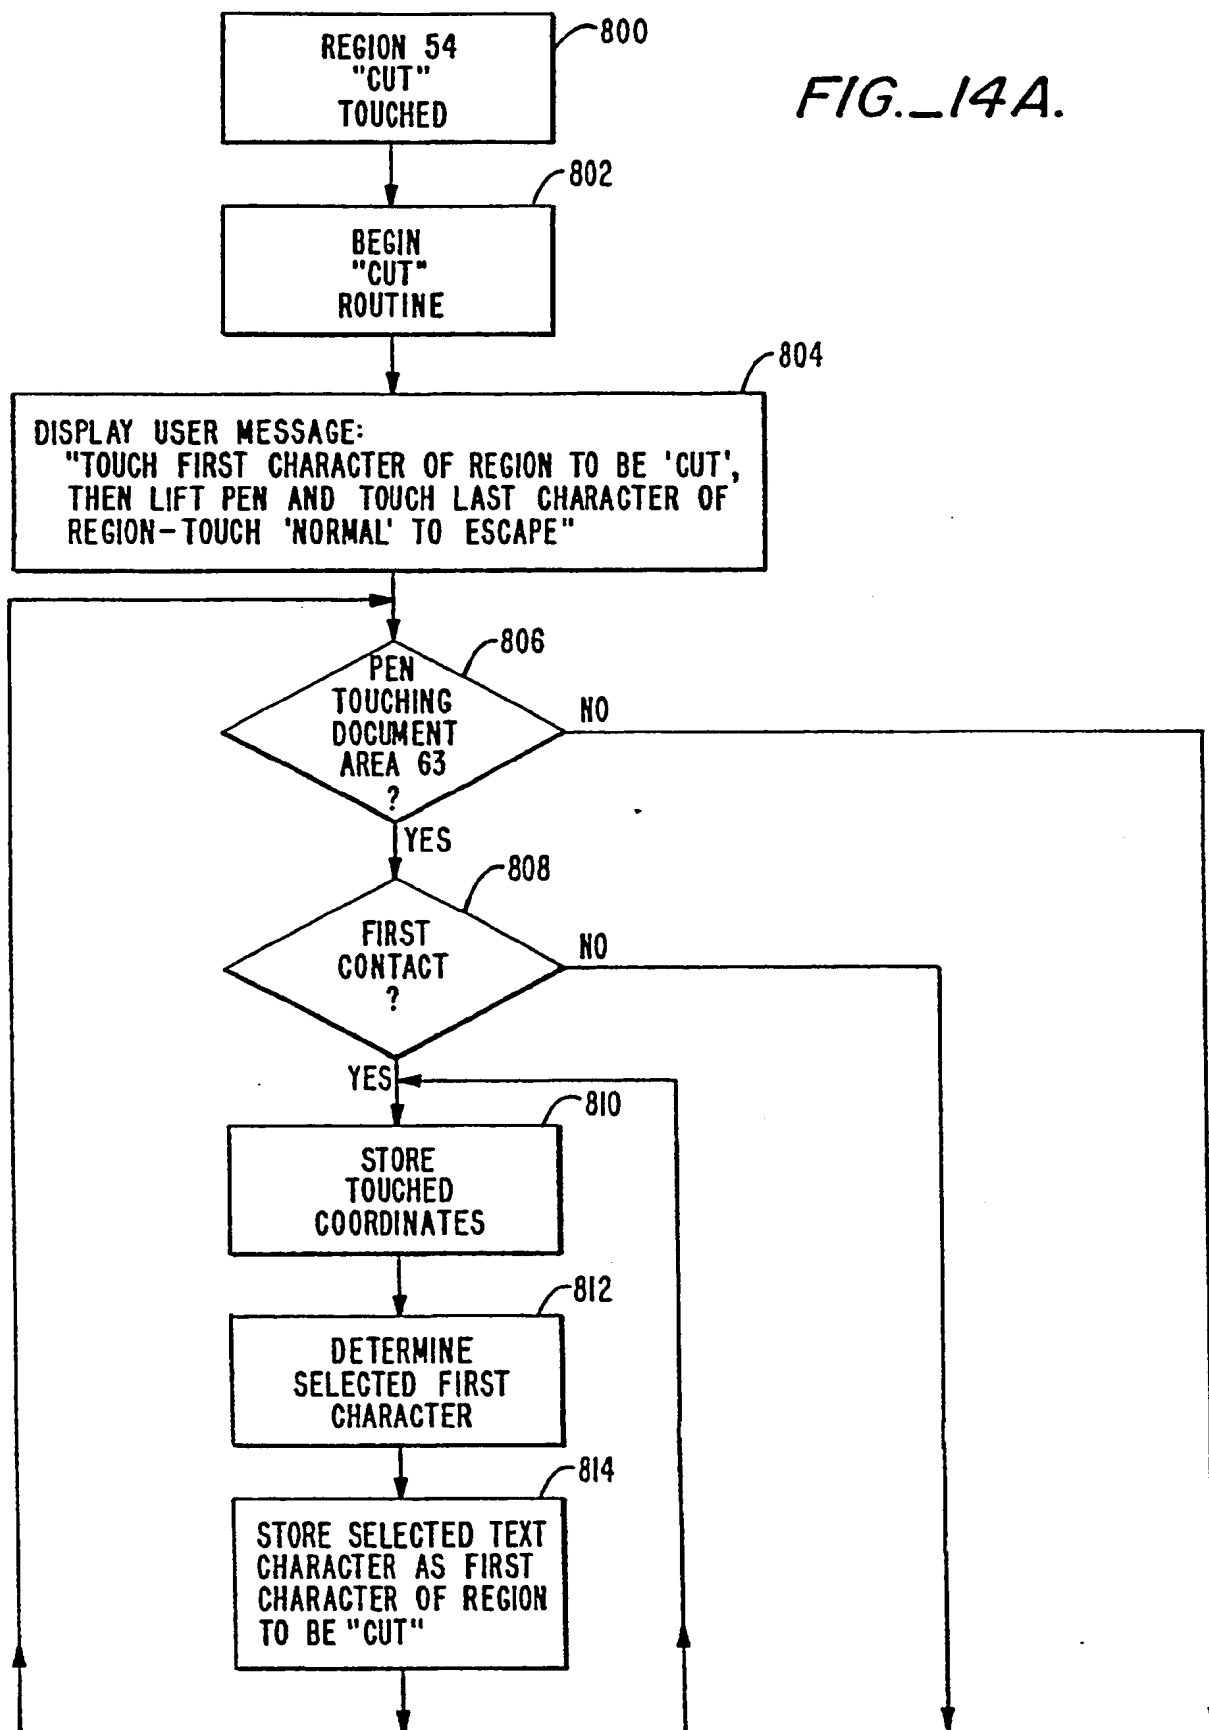 800
REGION 54
"CUT"
TOUCHED
FIG._14A.
802
BEGIN
"CUT"
ROUTINE
804
DISPLAY USER MESSAGE:
"TOUCH FIRST CHARACTER OF REGION TO BE 'CUT',
THEN LIFT PEN AND TOUCH LAST CHARACTER OF
REGION-TOUCH 'NORMAL' TO ESCAPE"
806
PEN
TOUCHING
DOCUMENT
AREA 63
?
NO
YES
808
FIRST
CONTACT
?
NO
YES
810
STORE
TOUCHED
COORDINATES
812
DETERMINE
SELECTED FIRST
CHARACTER
814
STORE SELECTED TEXT
CHARACTER AS FIRST
CHARACTER OF REGION
TO BE "CUT"